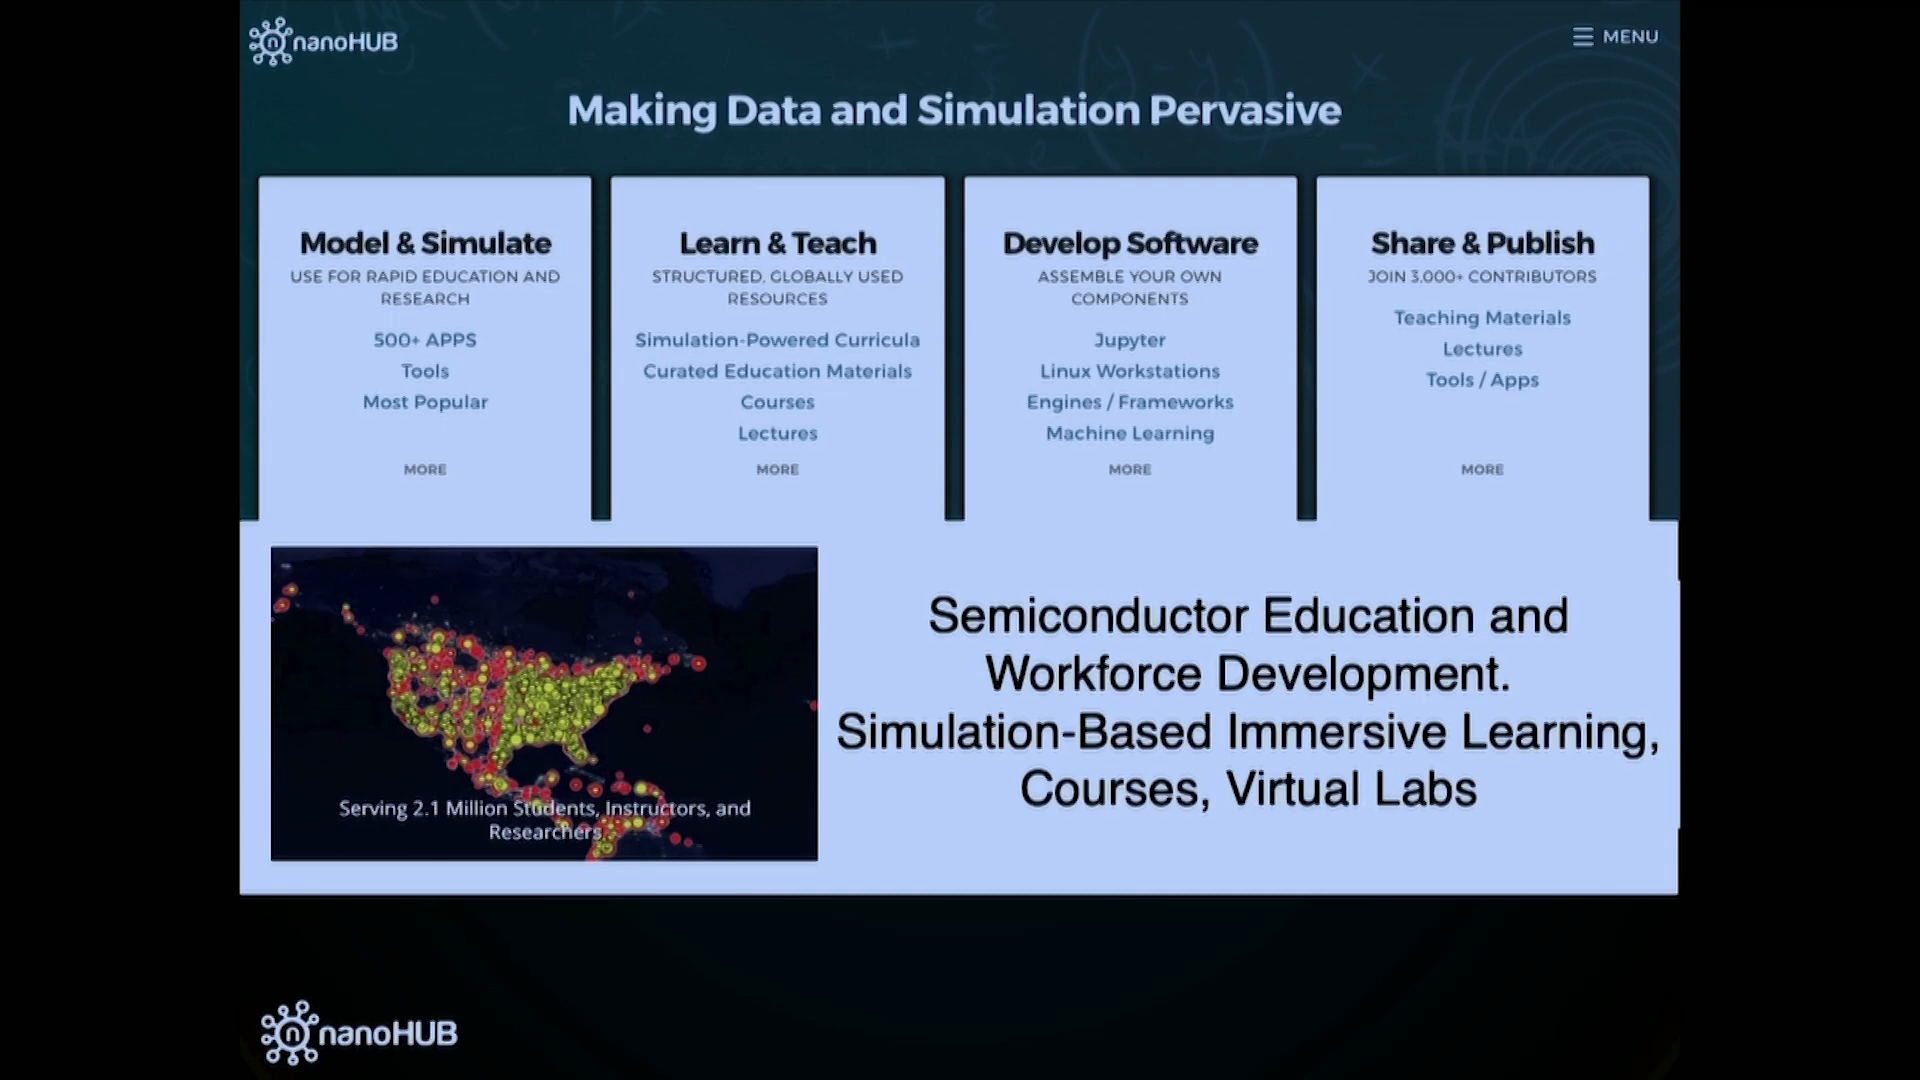 nanoHUB
MENU
Making Data and Simulation Pervasive
Model & Simulate
USE FOR RAPID EDUCATION AND
RESEARCH
500+ APPS
Tools
Most Popular
MORE
Learn & Teach
STRUCTURED, GLOBALLY USED
RESOURCES
Simulation-Powered Curricula
Curated Education Materials
Courses
Lectures
MORE
Develop Software
ASSEMBLE YOUR OWN
COMPONENTS
Jupyter
Linux Workstations
Engines / Frameworks
Machine Learning
MORE
Share & Publish
JOIN 3,000+ CONTRIBUTORS
Teaching Materials
Lectures
Tools / Apps
MORE
Serving 2.1 Million Students, Instructors, and
Researchers
Semiconductor Education and
Workforce Development.
Simulation-Based Immersive Learning,
Courses, Virtual Labs
nanoHUB